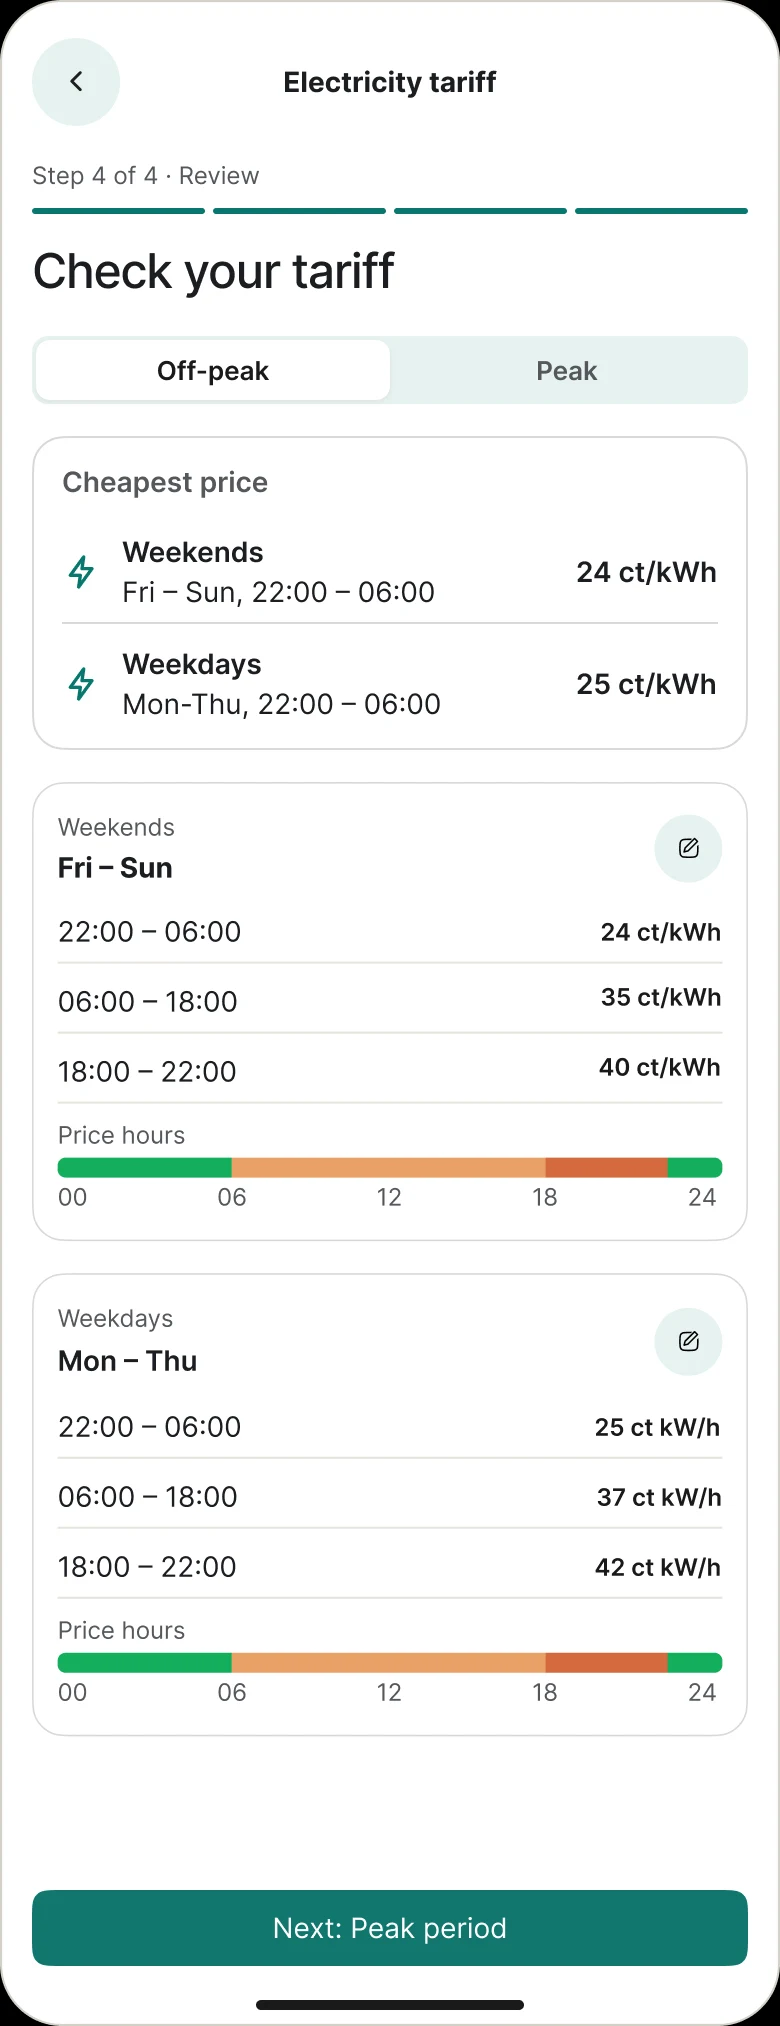 Electricity tariff
Step 4 of 4 · Review
Check your tariff
Off-peak
Peak
Cheapest price
Weekends
Fri – Sun, 22:00 – 06:00
24 ct/kWh
Weekdays
Mon-Thu, 22:00 – 06:00
25 ct/kWh
Weekends
Fri – Sun
22:00 – 06:00 24 ct/kWh
06:00 – 18:00 35 ct/kWh
18:00 – 22:00 40 ct/kWh
Price hours
00 06 12 18 24
Weekdays
Mon – Thu
22:00 – 06:00 25 ct kW/h
06:00 – 18:00 37 ct kW/h
18:00 – 22:00 42 ct kW/h
Price hours
00 06 12 18 24
Next: Peak period